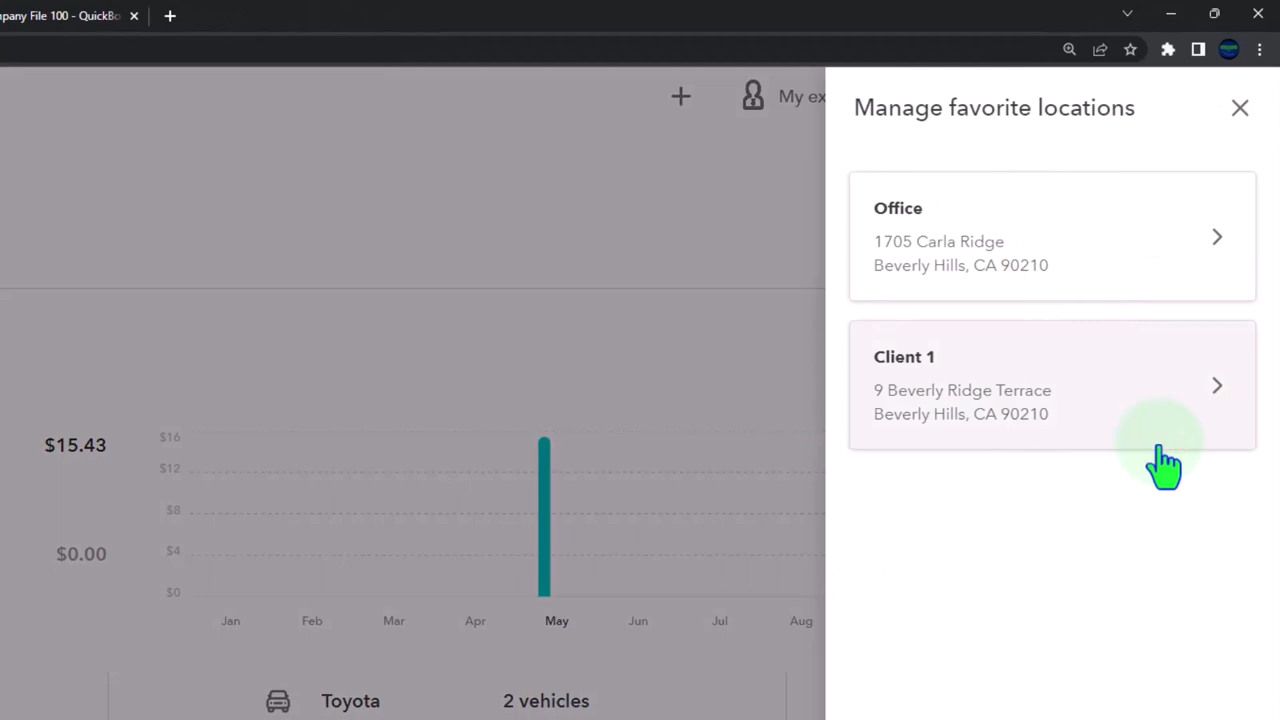 pany File 100 - QuickBo
My ex
Manage favorite locations
Office
1705 Carla Ridge
Beverly Hills, CA 90210
Client 1
9 Beverly Ridge Terrace
Beverly Hills, CA 90210
$15.43
$0.00
$16
$12
$8
$4
$0
Jan Feb Mar Apr May Jun Jul Aug
Toyota 2 vehicles